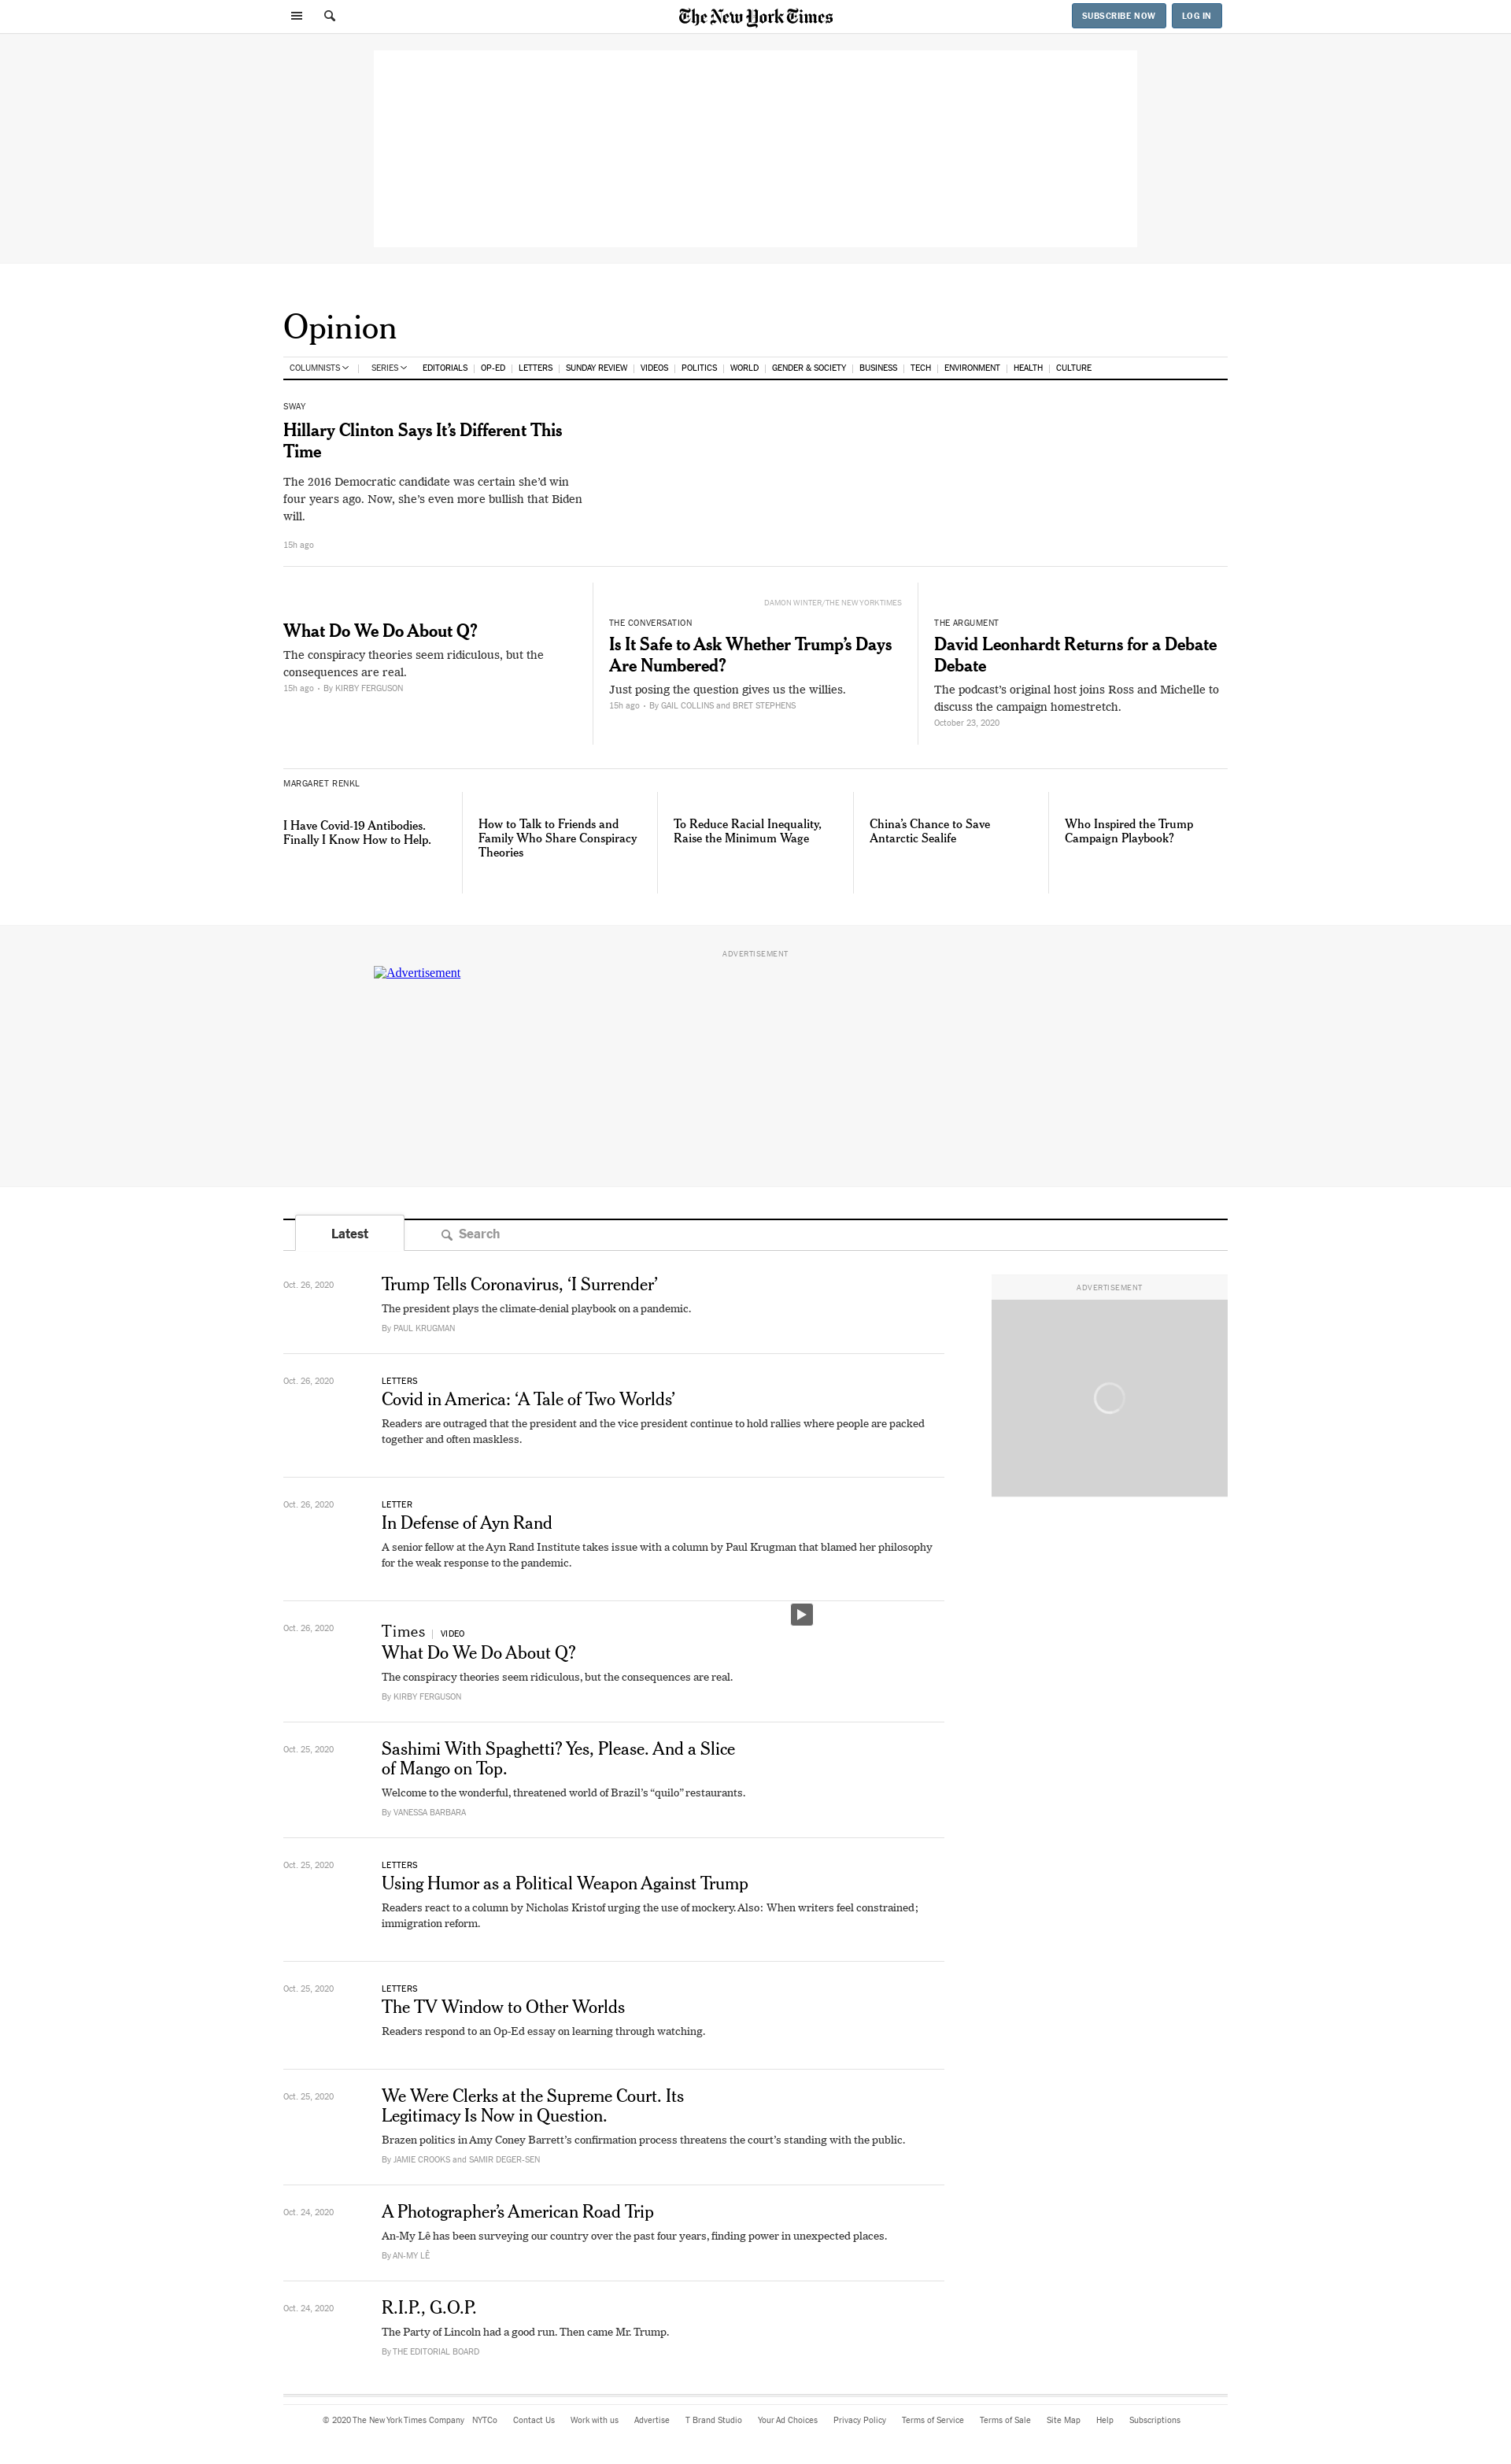 The New York Times
SUBSCRIBE NOW
LOG IN
Opinion
COLUMNISTS SERIES EDITORIALS OP-ED LETTERS SUNDAY REVIEW VIDEOS POLITICS WORLD GENDER & SOCIETY BUSINESS TECH ENVIRONMENT HEALTH CULTURE
SWAY
Hillary Clinton Says It’s Different This
Time
The 2016 Democratic candidate was certain she’d win
four years ago. Now, she’s even more bullish that Biden
will.
15h ago
What Do We Do About Q?
The conspiracy theories seem ridiculous, but the
consequences are real.
15h ago • By KIRBY FERGUSON
DAMON WINTER/THE NEW YORK TIMES
THE CONVERSATION
Is It Safe to Ask Whether Trump’s Days
Are Numbered?
Just posing the question gives us the willies.
15h ago • By GAIL COLLINS and BRET STEPHENS
THE ARGUMENT
David Leonhardt Returns for a Debate
Debate
The podcast’s original host joins Ross and Michelle to
discuss the campaign homestretch.
October 23, 2020
MARGARET RENKL
I Have Covid-19 Antibodies.
Finally I Know How to Help.
How to Talk to Friends and
Family Who Share Conspiracy
Theories
To Reduce Racial Inequality,
Raise the Minimum Wage
China’s Chance to Save
Antarctic Sealife
Who Inspired the Trump
Campaign Playbook?
ADVERTISEMENT
Advertisement
Latest
Search
Oct. 26, 2020
Trump Tells Coronavirus, ‘I Surrender’
The president plays the climate-denial playbook on a pandemic.
By PAUL KRUGMAN
ADVERTISEMENT
Oct. 26, 2020
LETTERS
Covid in America: ‘A Tale of Two Worlds’
Readers are outraged that the president and the vice president continue to hold rallies where people are packed
together and often maskless.
Oct. 26, 2020
LETTER
In Defense of Ayn Rand
A senior fellow at the Ayn Rand Institute takes issue with a column by Paul Krugman that blamed her philosophy
for the weak response to the pandemic.
Oct. 26, 2020
Times | VIDEO
What Do We Do About Q?
The conspiracy theories seem ridiculous, but the consequences are real.
By KIRBY FERGUSON
Oct. 25, 2020
Sashimi With Spaghetti? Yes, Please. And a Slice
of Mango on Top.
Welcome to the wonderful, threatened world of Brazil’s “quilo” restaurants.
By VANESSA BARBARA
Oct. 25, 2020
LETTERS
Using Humor as a Political Weapon Against Trump
Readers react to a column by Nicholas Kristof urging the use of mockery. Also: When writers feel constrained;
immigration reform.
Oct. 25, 2020
LETTERS
The TV Window to Other Worlds
Readers respond to an Op-Ed essay on learning through watching.
Oct. 25, 2020
We Were Clerks at the Supreme Court. Its
Legitimacy Is Now in Question.
Brazen politics in Amy Coney Barrett’s confirmation process threatens the court’s standing with the public.
By JAMIE CROOKS and SAMIR DEGER-SEN
Oct. 24, 2020
A Photographer’s American Road Trip
An-My Lê has been surveying our country over the past four years, finding power in unexpected places.
By AN-MY LÊ
Oct. 24, 2020
R.I.P., G.O.P.
The Party of Lincoln had a good run. Then came Mr. Trump.
By THE EDITORIAL BOARD
© 2020 The New York Times Company NYTCo Contact Us Work with us Advertise T Brand Studio Your Ad Choices Privacy Policy Terms of Service Terms of Sale Site Map Help Subscriptions